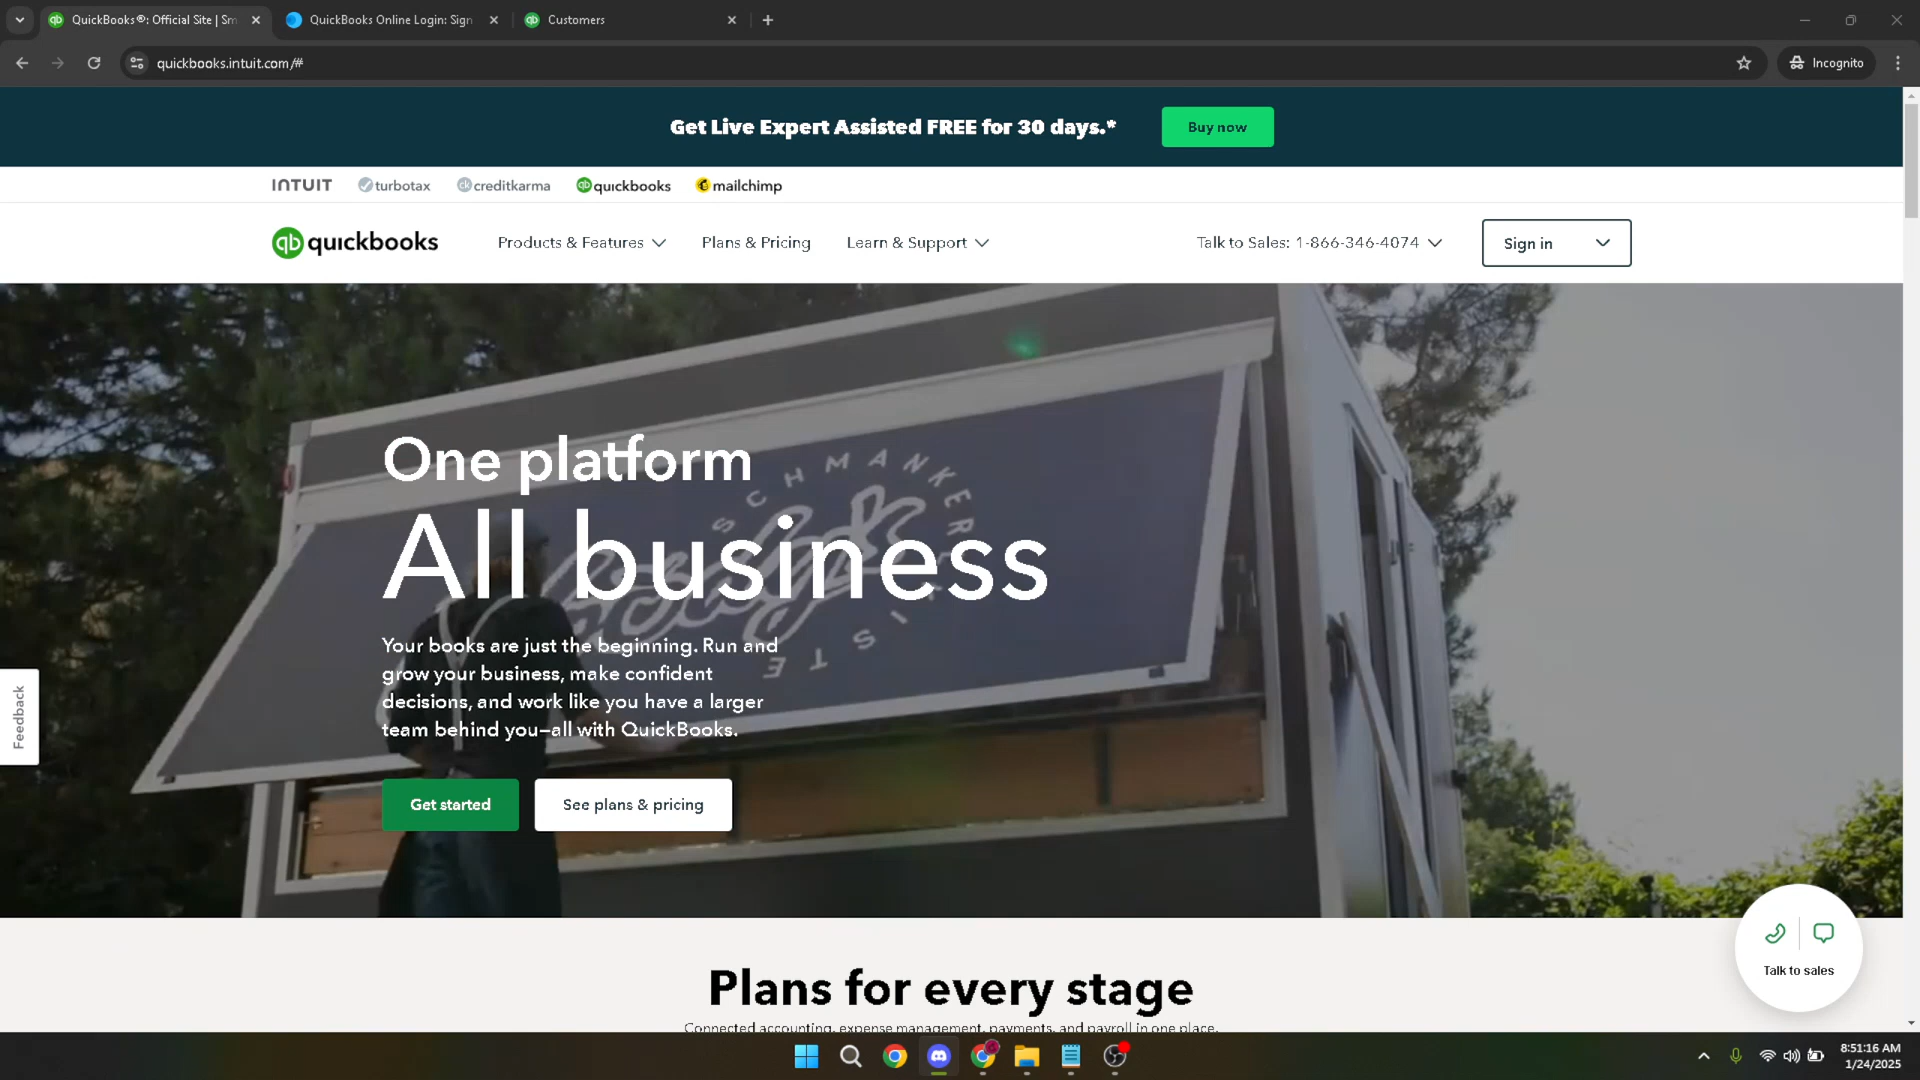 QuickBooks®: Official Site | Sm
QuickBooks Online Login: Sign
Customers
quickbooks.intuit.com/#
Incognito
Get Live Expert Assisted FREE for 30 days.*
Buy now
INTUIT
turbotax
ck creditkarma
qb quickbooks
mailchimp
qb quickbooks
Products & Features
Plans & Pricing
Learn & Support
Talk to Sales: 1-866-346-4074
Sign in
SCHMANKERL
ISTE
One platform
All business
Your books are just the beginning. Run and
grow your business, make confident
decisions, and work like you have a larger
team behind you—all with QuickBooks.
Feedback
Get started
See plans & pricing
Talk to sales
Plans for every stage
Connected accounting, expense management, payments, and payroll in one place.
8:51:16 AM
1/24/2025